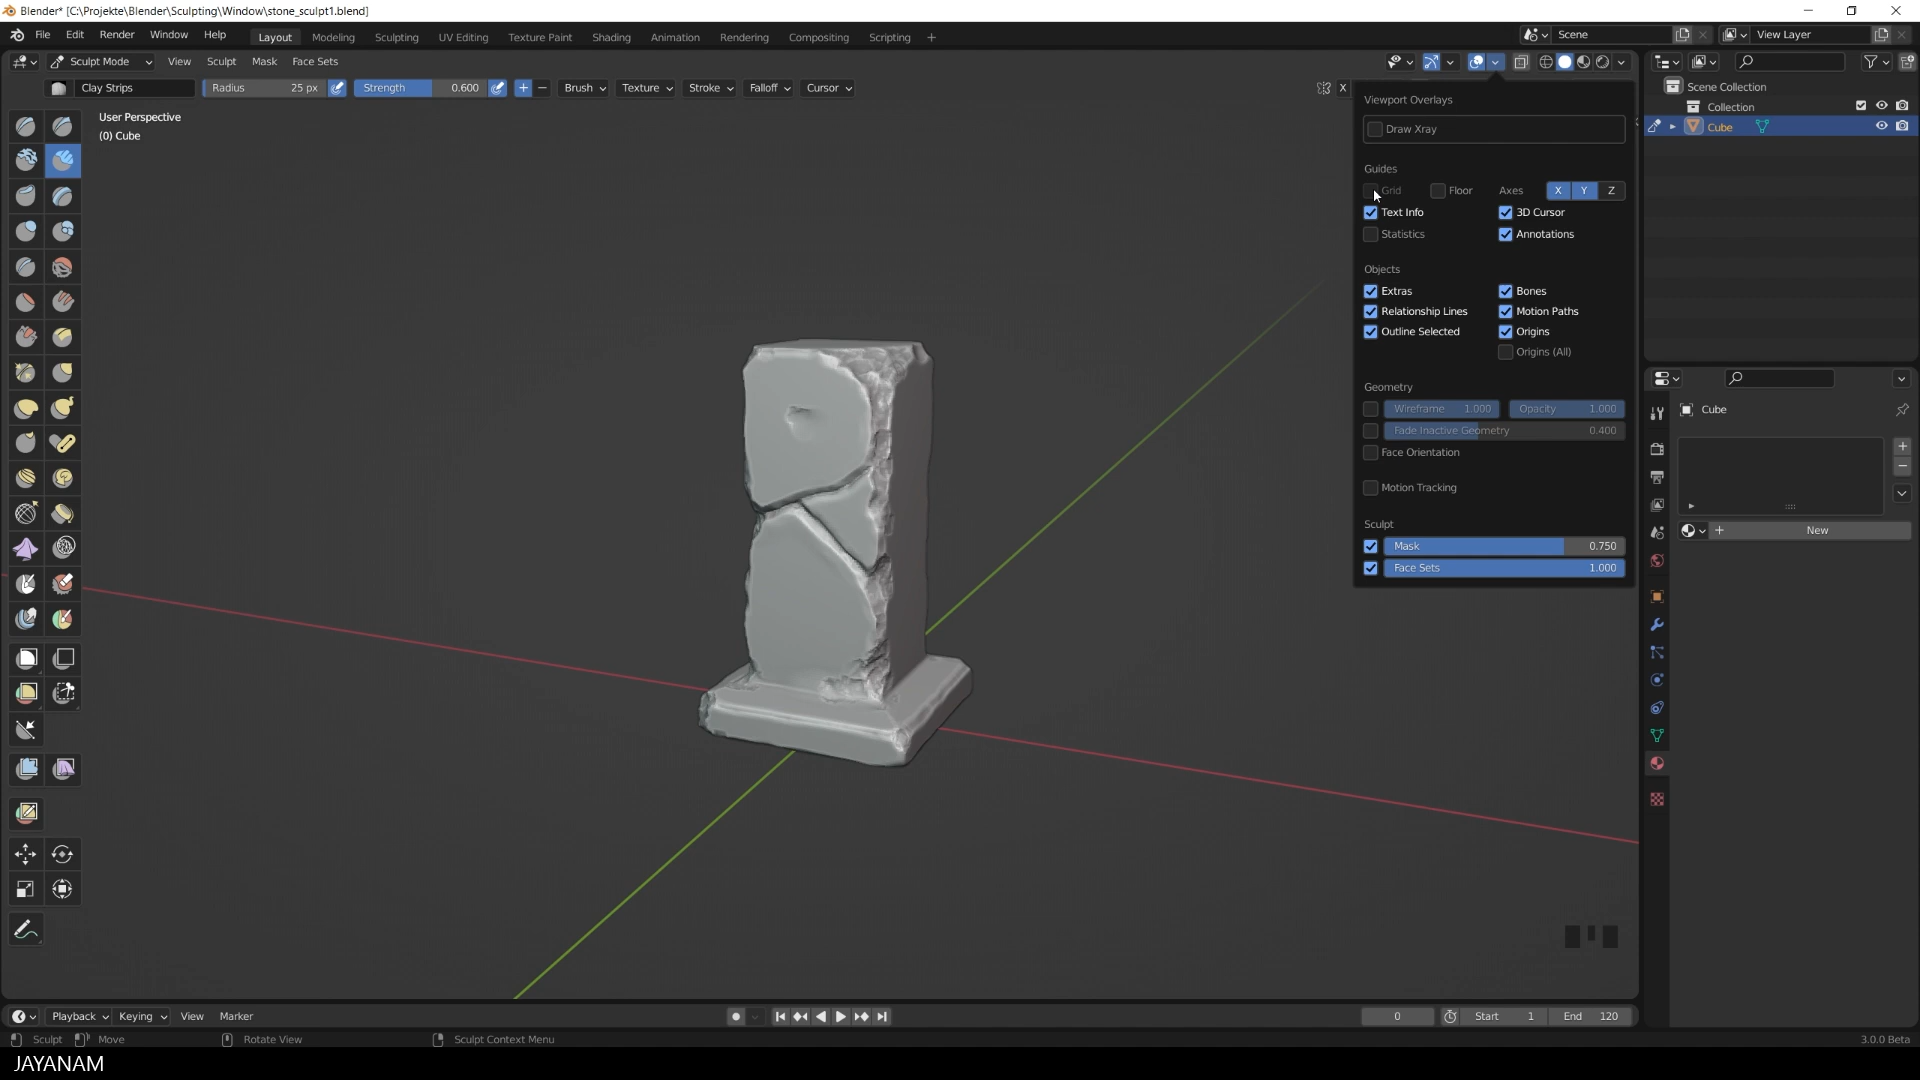 Blender* [C:\Projekte\Blender\Sculpting\Window\stone_sculpt1.blend]
File Edit Render Window Help Layout Modeling Sculpting UV Editing Texture Paint Shading Animation Rendering Compositing Scripting + Scene View Layer
Sculpt Mode View Sculpt Mask Face Sets
Clay Strips Radius 25 px Strength 0.600 Brush Texture Stroke Falloff Cursor X
User Perspective
(0) Cube
Viewport Overlays
Draw Xray
Guides
Grid Floor Axes X Y Z
Text Info 3D Cursor
Statistics Annotations
Objects
Extras Bones
Relationship Lines Motion Paths
Outline Selected Origins
Origins (All)
Geometry
Wireframe 1.000 Opacity 1.000
Fade Inactive Geometry 0.400
Face Orientation
Motion Tracking
Sculpt
Mask 0.750
Face Sets 1.000
Scene Collection
Collection
Cube
Cube
New
Playback Keying View Marker 0 Start 1 End 120
Sculpt Move Rotate View Sculpt Context Menu 3.0.0 Beta
JAYANAM